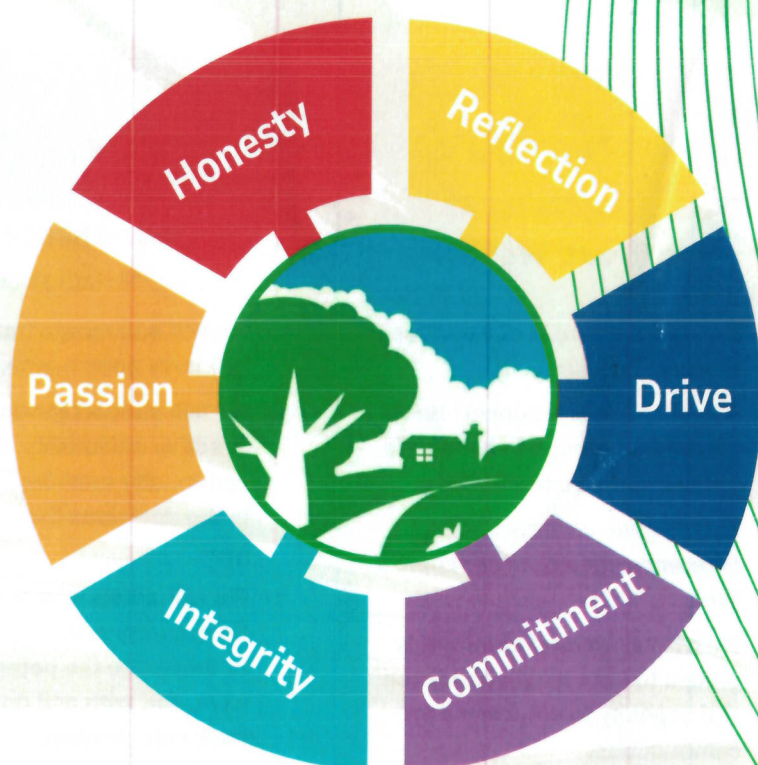 Honesty
Reflection
Passion
Drive
Integrity
Commitment